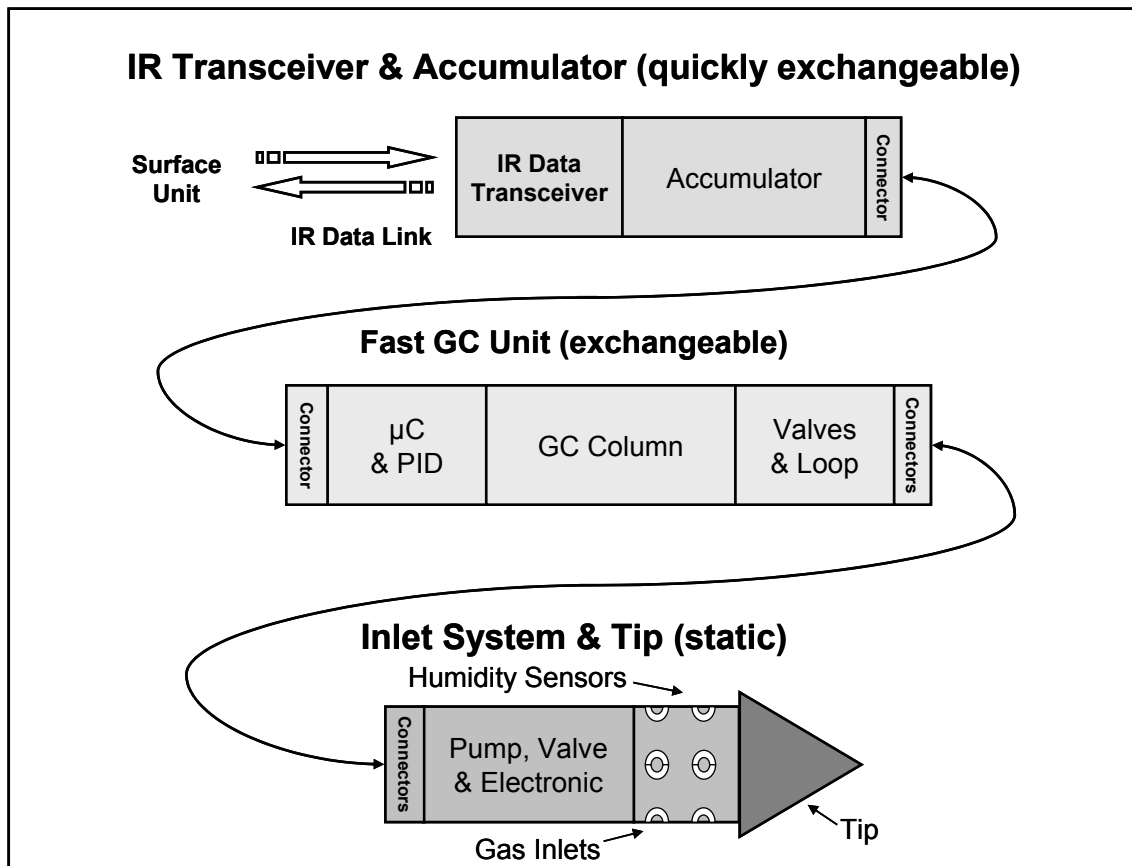 IR Transceiver & Accumulator (quickly exchangeable)
Surface
Unit
IR Data Link
IR Data
Transceiver
Accumulator
Connector
Fast GC Unit (exchangeable)
Connector
µC
& PID
GC Column
Valves
& Loop
Connectors
Inlet System & Tip (static)
Humidity Sensors
Connectors
Pump, Valve
& Electronic
Gas Inlets
Tip